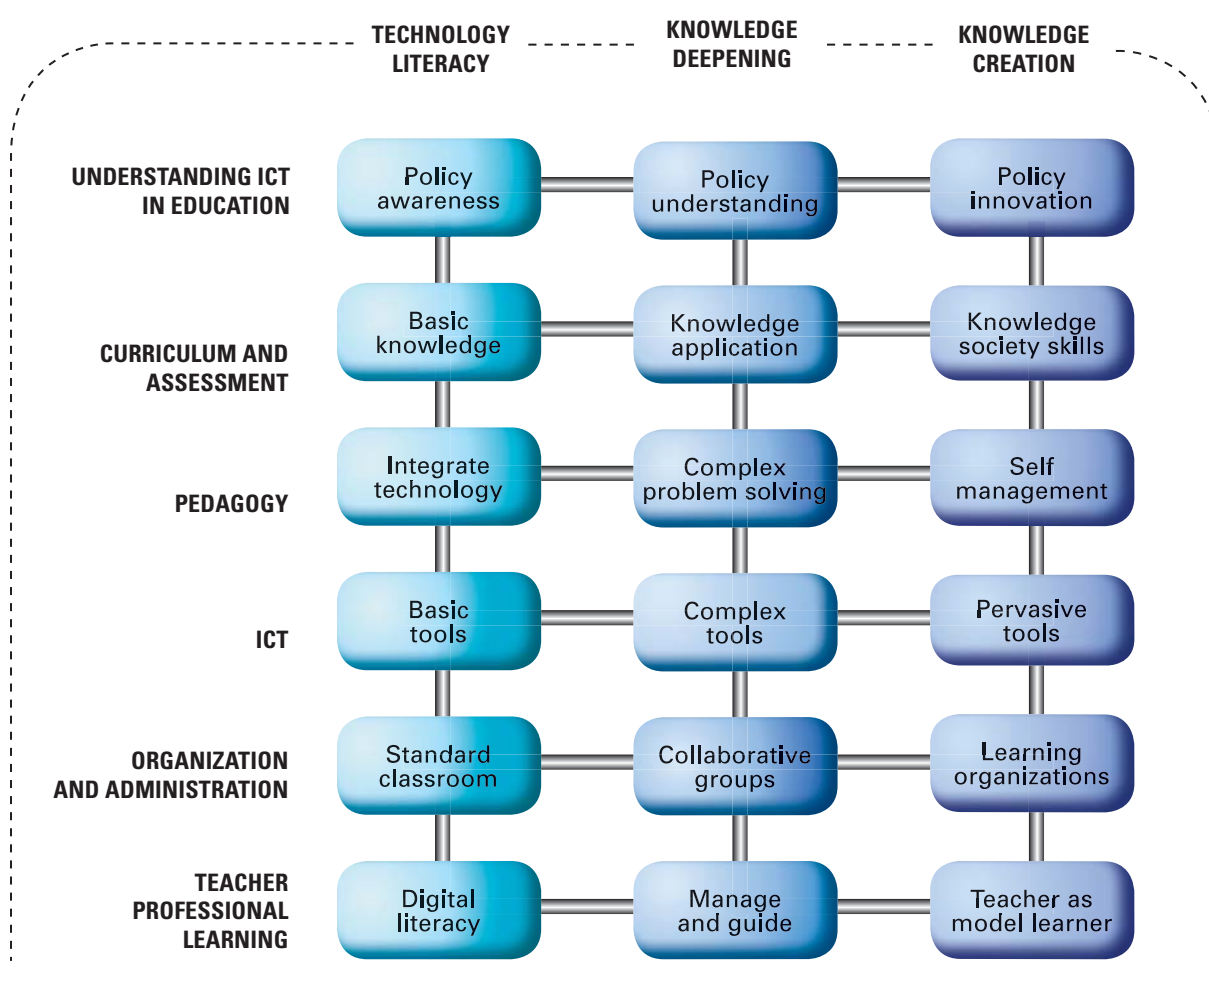 TECHNOLOGY
LITERACY
KNOWLEDGE
DEEPENING
KNOWLEDGE
CREATION
UNDERSTANDING ICT
IN EDUCATION
Policy
awareness
Policy
understanding
Policy
innovation
CURRICULUM AND
ASSESSMENT
Basic
knowledge
Knowledge
application
Knowledge
society skills
PEDAGOGY
Integrate
technology
Complex
problem solving
Self
management
ICT
Basic
tools
Complex
tools
Pervasive
tools
ORGANIZATION
AND ADMINISTRATION
Standard
classroom
Collaborative
groups
Learning
organizations
TEACHER
PROFESSIONAL
LEARNING
Digital
literacy
Manage
and guide
Teacher as
model learner